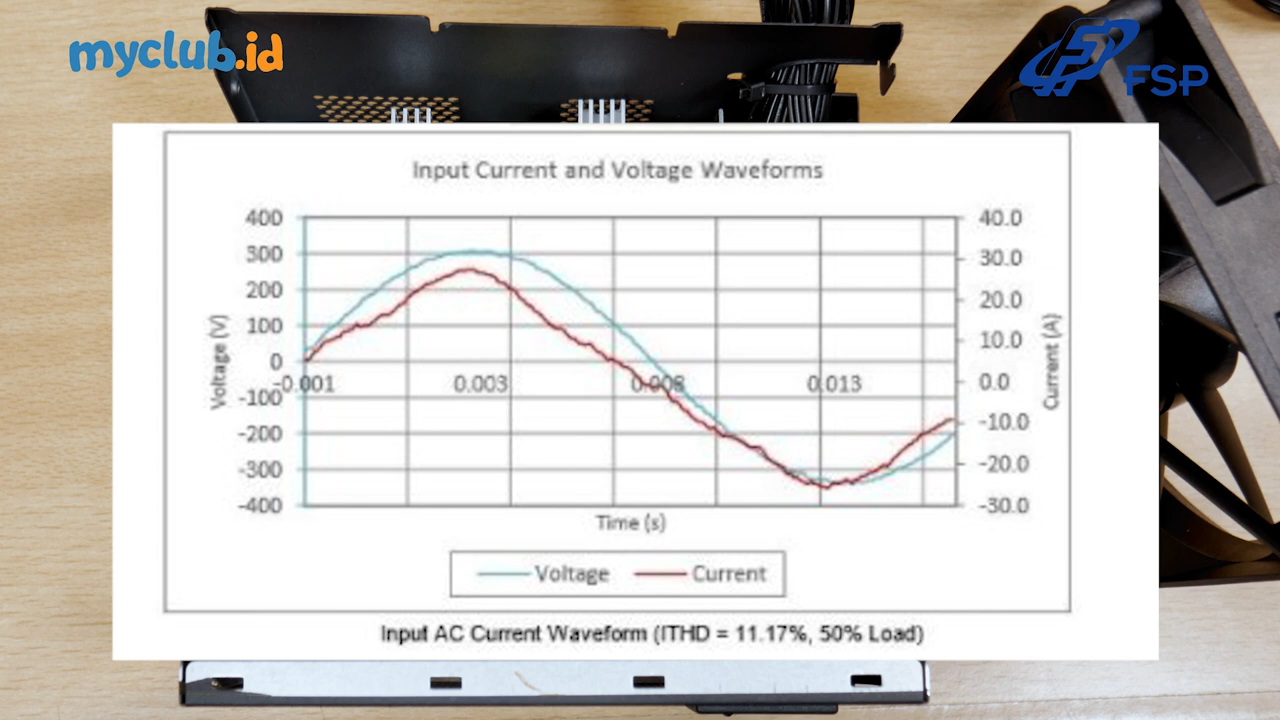 myclub.id
FSP
Input Current and Voltage Waveforms
400
300
200
100
0
-100
-200
-300
-400
Voltage (V)
40.0
30.0
20.0
10.0
0.0
-10.0
-20.0
-30.0
Current (A)
-0.001 0.003 0.008 0.013
Time (s)
Voltage Current
Input AC Current Waveform (ITHD = 11.17%, 50% Load)